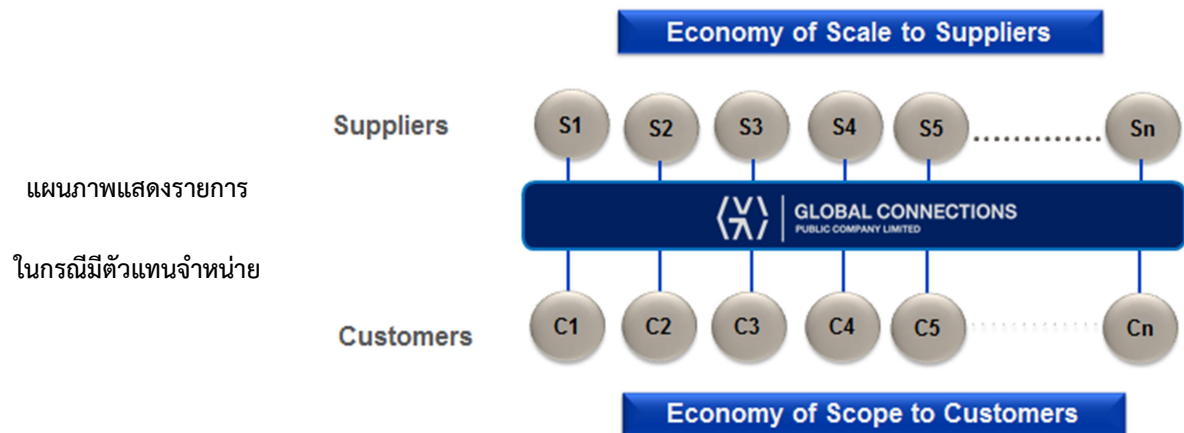 Economy of Scale to Suppliers
Suppliers
S1 S2 S3 S4 S5 ............. Sn
แผนภาพแสดงรายการ
GLOBAL CONNECTIONS
PUBLIC COMPANY LIMITED
ในกรณีมีตัวแทนจำหน่าย
Customers
C1 C2 C3 C4 C5 ............. Cn
Economy of Scope to Customers